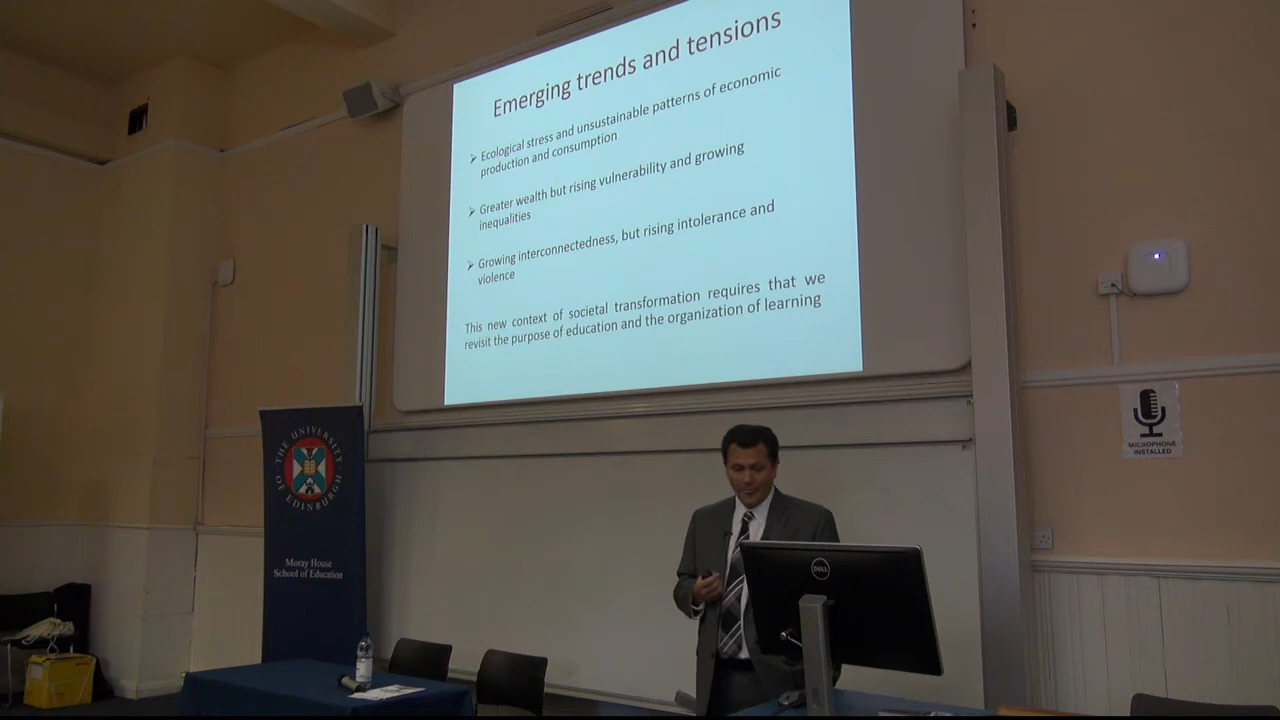 Emerging trends and tensions
➢ Ecological stress and unsustainable patterns of economic
production and consumption
➢ Greater wealth but rising vulnerability and growing
inequalities
➢ Growing interconnectedness, but rising intolerance and
violence
This new context of societal transformation requires that we
revisit the purpose of education and the organization of learning
THE UNIVERSITY
OF EDINBURGH
Moray House
School of Education
DELL
MICROPHONE
INSTALLED